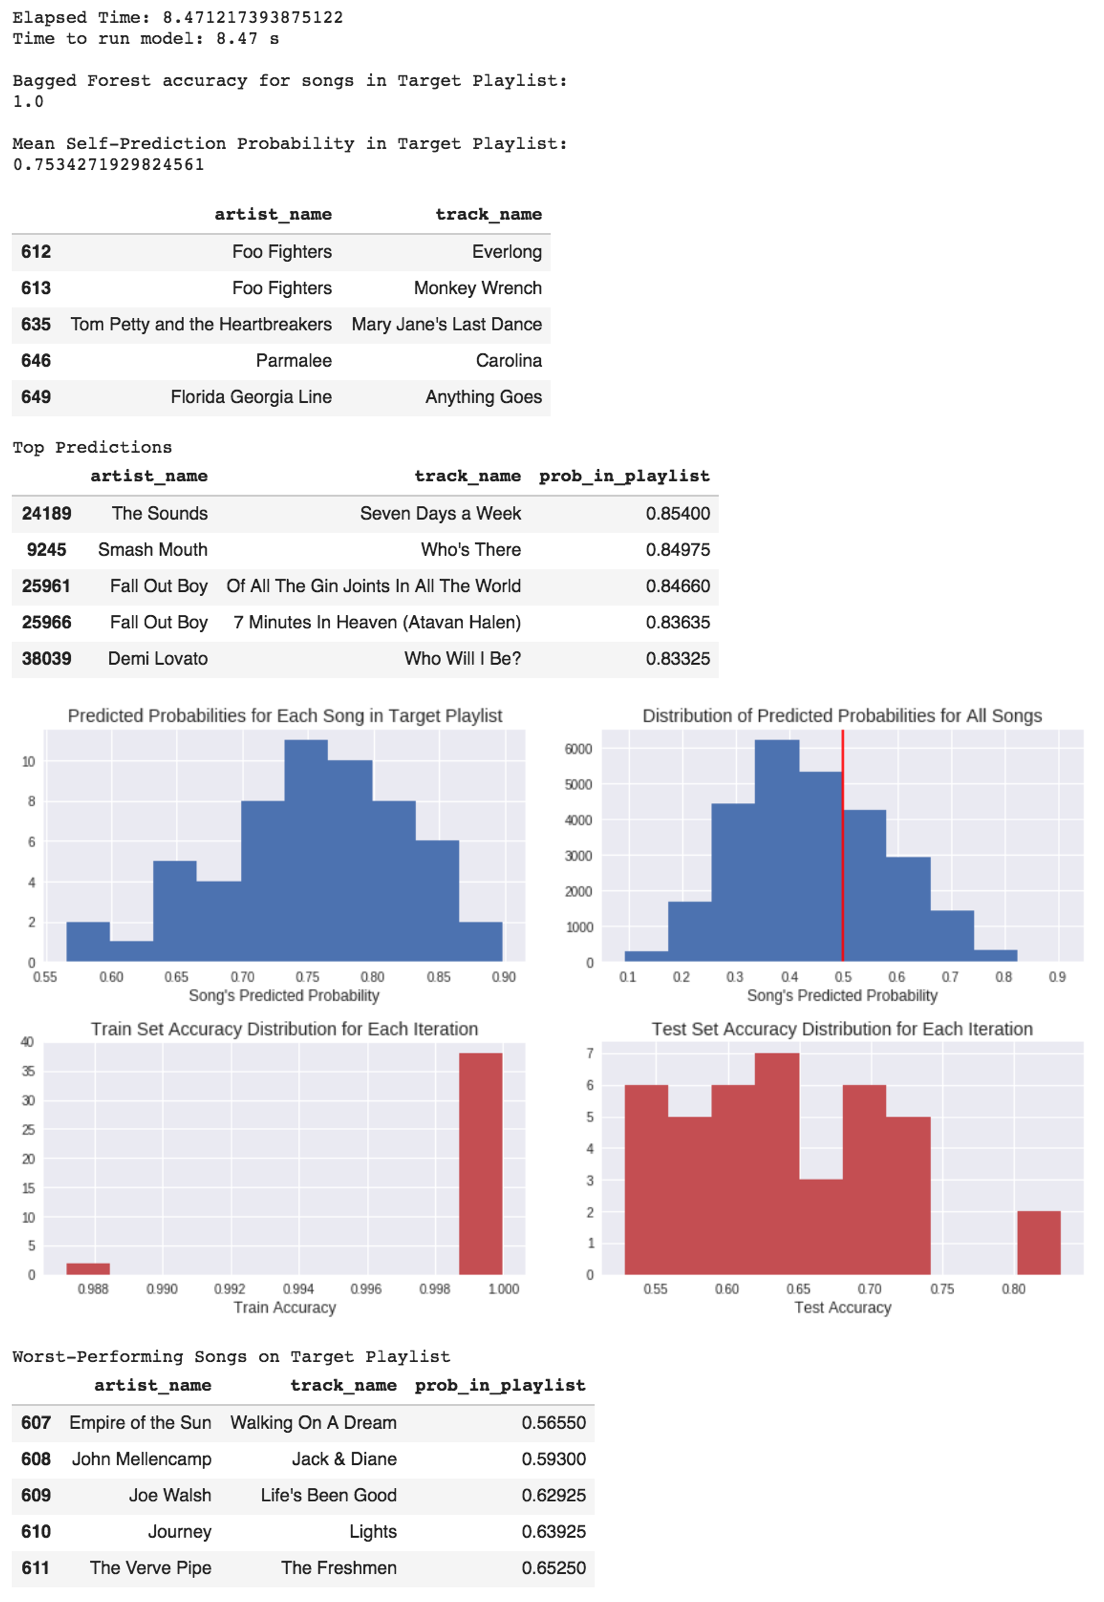 Elapsed Time: 8.471217393875122
Time to run model: 8.47 s
Bagged Forest accuracy for songs in Target Playlist:
1.0
Mean Self-Prediction Probability in Target Playlist:
0.7534271929824561
artist_name track_name
612 Foo Fighters Everlong
613 Foo Fighters Monkey Wrench
635 Tom Petty and the Heartbreakers Mary Jane's Last Dance
646 Parmalee Carolina
649 Florida Georgia Line Anything Goes
Top Predictions
artist_name track_name prob_in_playlist
24189 The Sounds Seven Days a Week 0.85400
9245 Smash Mouth Who's There 0.84975
25961 Fall Out Boy Of All The Gin Joints In All The World 0.84660
25966 Fall Out Boy 7 Minutes In Heaven (Atavan Halen) 0.83635
38039 Demi Lovato Who Will I Be? 0.83325
Predicted Probabilities for Each Song in Target Playlist
10
8
6
4
2
0
0.55 0.60 0.65 0.70 0.75 0.80 0.85 0.90
Song's Predicted Probability
Distribution of Predicted Probabilities for All Songs
6000
5000
4000
3000
2000
1000
0
0.1 0.2 0.3 0.4 0.5 0.6 0.7 0.8 0.9
Song's Predicted Probability
Train Set Accuracy Distribution for Each Iteration
40
35
30
25
20
15
10
5
0
0.988 0.990 0.992 0.994 0.996 0.998 1.000
Train Accuracy
Test Set Accuracy Distribution for Each Iteration
7
6
5
4
3
2
1
0
0.55 0.60 0.65 0.70 0.75 0.80
Test Accuracy
Worst-Performing Songs on Target Playlist
artist_name track_name prob_in_playlist
607 Empire of the Sun Walking On A Dream 0.56550
608 John Mellencamp Jack & Diane 0.59300
609 Joe Walsh Life's Been Good 0.62925
610 Journey Lights 0.63925
611 The Verve Pipe The Freshmen 0.65250